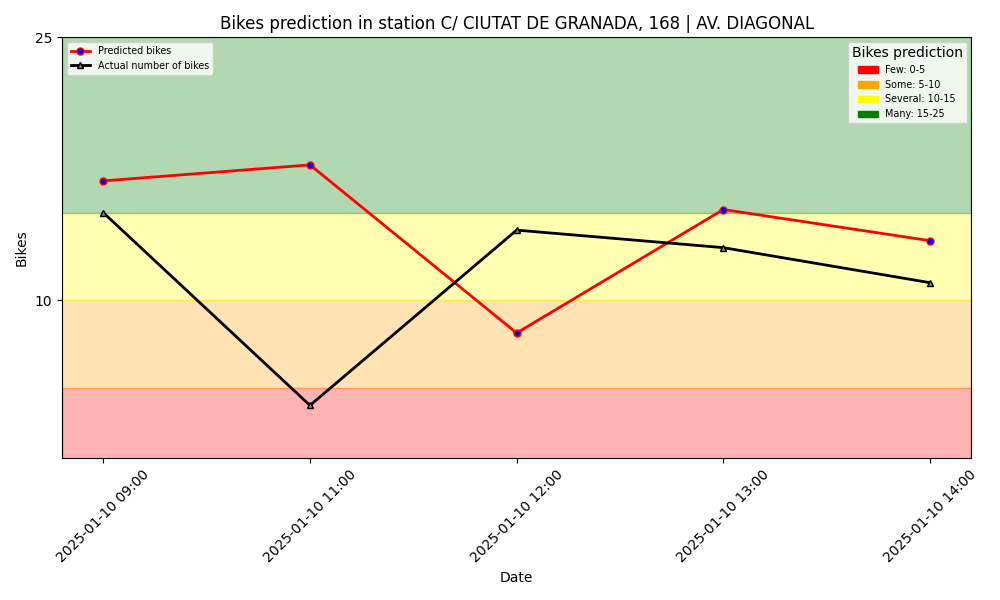 Bikes prediction in station C/ CIUTAT DE GRANADA, 168 | AV. DIAGONAL
25
Predicted bikes
Actual number of bikes
Bikes prediction
Few: 0-5
Some: 5-10
Several: 10-15
Many: 15-25
Bikes
10
2025-01-10 09:00
2025-01-10 11:00
2025-01-10 12:00
2025-01-10 13:00
2025-01-10 14:00
Date